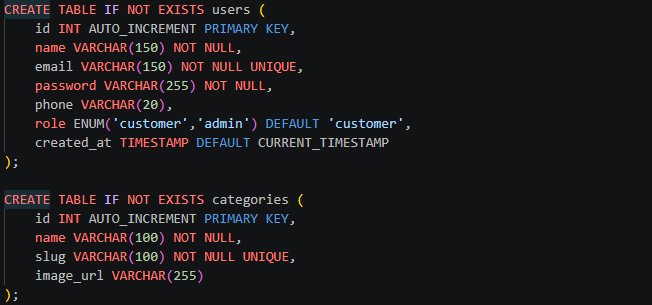 CREATE TABLE IF NOT EXISTS users (
    id INT AUTO_INCREMENT PRIMARY KEY,
    name VARCHAR(150) NOT NULL,
    email VARCHAR(150) NOT NULL UNIQUE,
    password VARCHAR(255) NOT NULL,
    phone VARCHAR(20),
    role ENUM('customer','admin') DEFAULT 'customer',
    created_at TIMESTAMP DEFAULT CURRENT_TIMESTAMP
);

CREATE TABLE IF NOT EXISTS categories (
    id INT AUTO_INCREMENT PRIMARY KEY,
    name VARCHAR(100) NOT NULL,
    slug VARCHAR(100) NOT NULL UNIQUE,
    image_url VARCHAR(255)
);